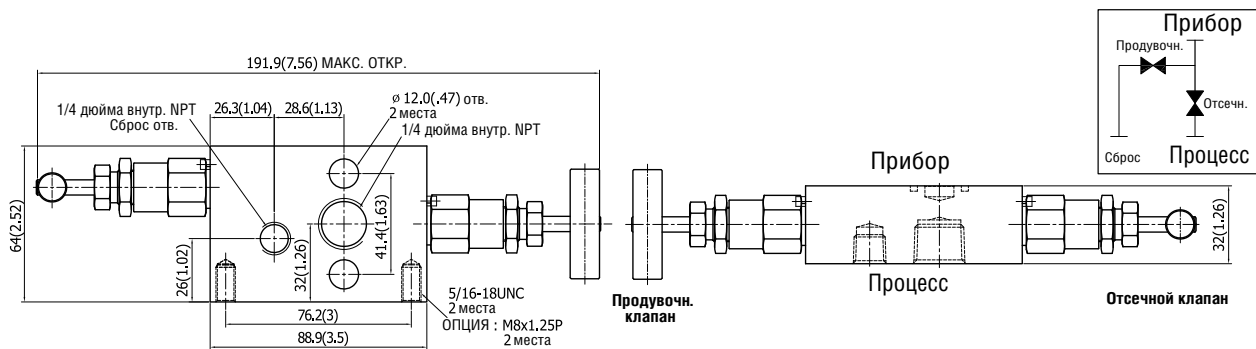 191.9(7.56) МАКС. ОТКР.
1/4 дюйма внутр. NPT
Сброс отв.
26.3(1.04)
28.6(1.13)
ø 12.0(.47) отв.
2 места
1/4 дюйма внутр. NPT
64(2.52)
26(1.02)
32(1.26)
41.4(1.63)
76.2(3)
88.9(3.5)
5/16-18UNC
2 места
ОПЦИЯ : M8x1.25P
2 места
Продувочн.
клапан
Прибор
Процесс
32(1.26)
Отсечной клапан
Прибор
Продувочн.
Отсечн.
Сброс
Процесс